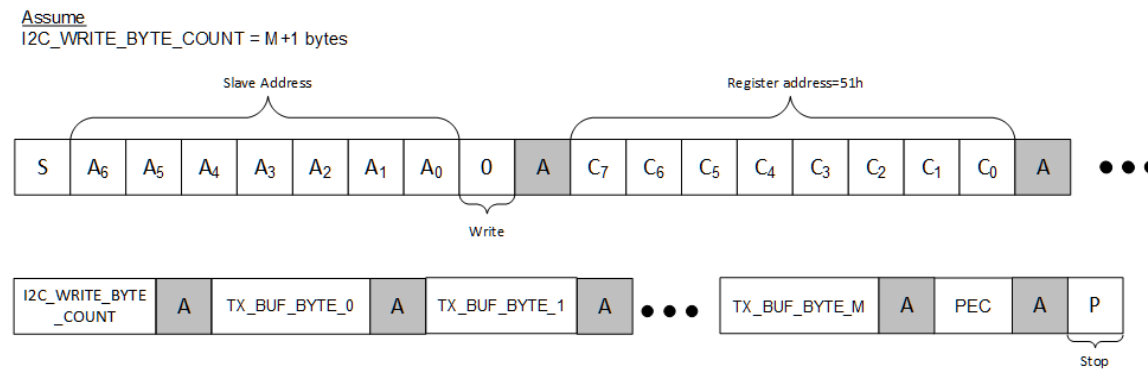 Assume
I2C_WRITE_BYTE_COUNT = M+1 bytes
Slave Address
Register address=51h
S A₆ A₅ A₄ A₃ A₂ A₁ A₀ 0 A C₇ C₆ C₅ C₄ C₃ C₂ C₁ C₀ A
Write
I2C_WRITE_BYTE
_COUNT
A TX_BUF_BYTE_0 A TX_BUF_BYTE_1 A TX_BUF_BYTE_M A PEC A P
Stop